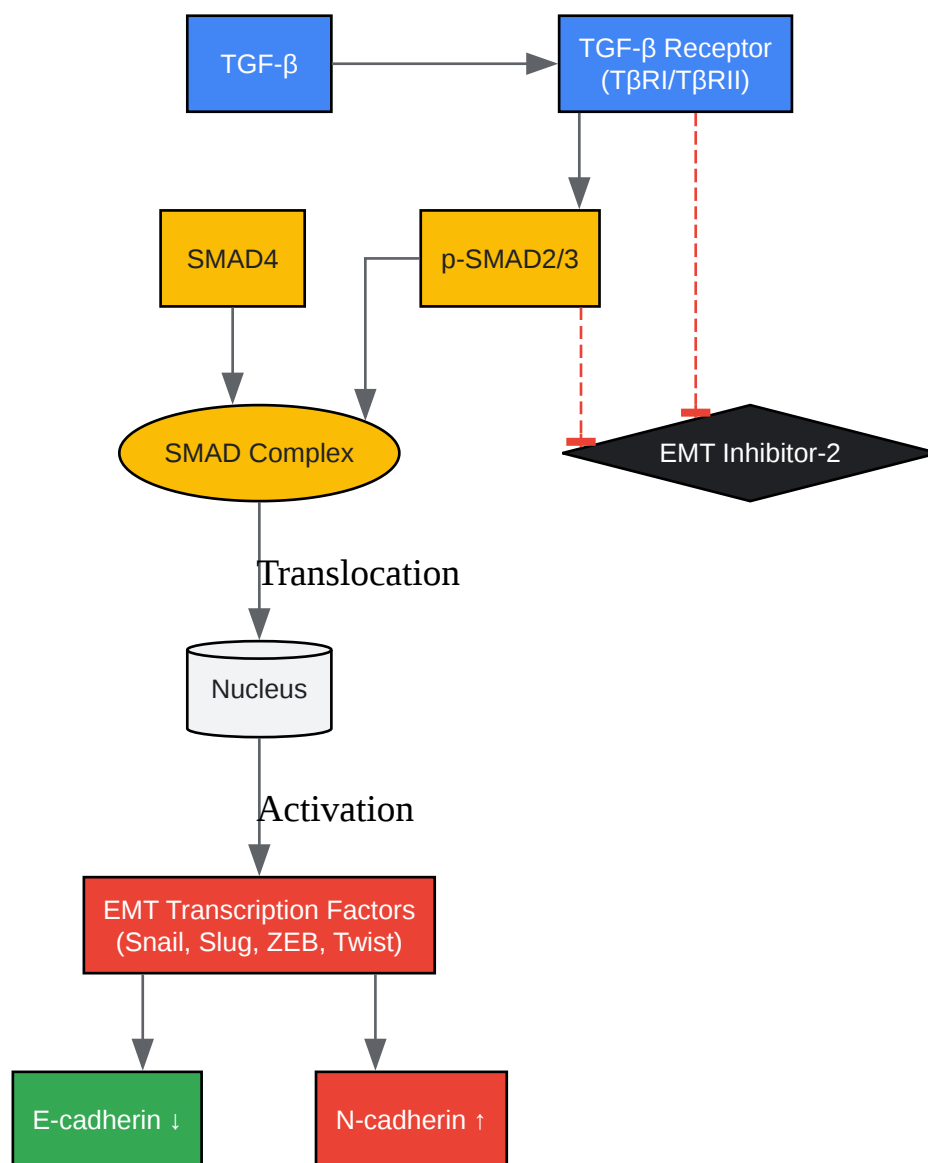 TGF-β
TGF-β Receptor
(TβRI/TβRII)
SMAD4
p-SMAD2/3
SMAD Complex
EMT Inhibitor-2
Translocation
Nucleus
Activation
EMT Transcription Factors
(Snail, Slug, ZEB, Twist)
E-cadherin ↓
N-cadherin ↑